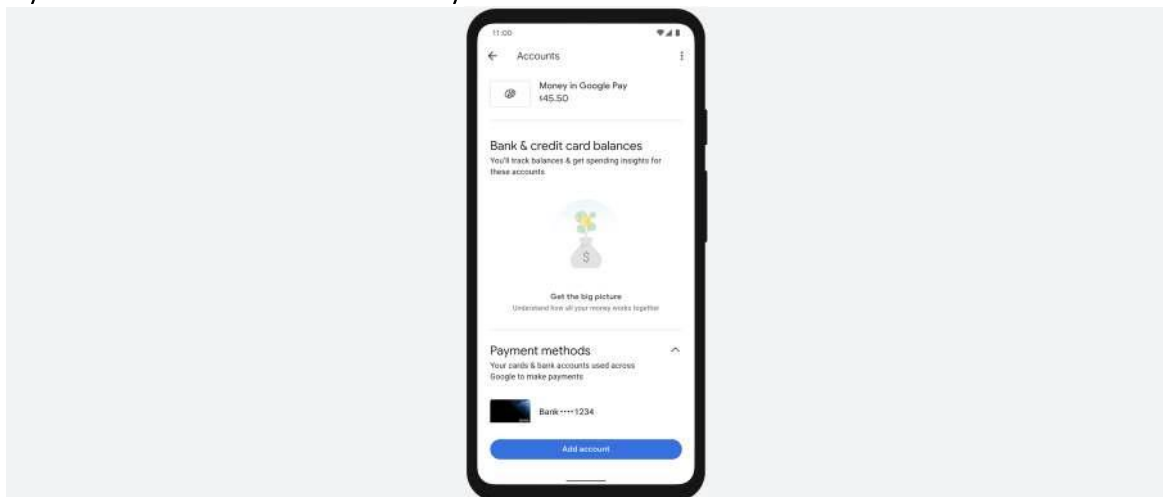 11:00
Accounts
Money in Google Pay
$45.50
Bank & credit card balances
You'll track balances & get spending insights for
these accounts
$
Get the big picture
Understand how all your money works together
Payment methods
Your cards & bank accounts used across
Google to make payments
Bank ····1234
Add account